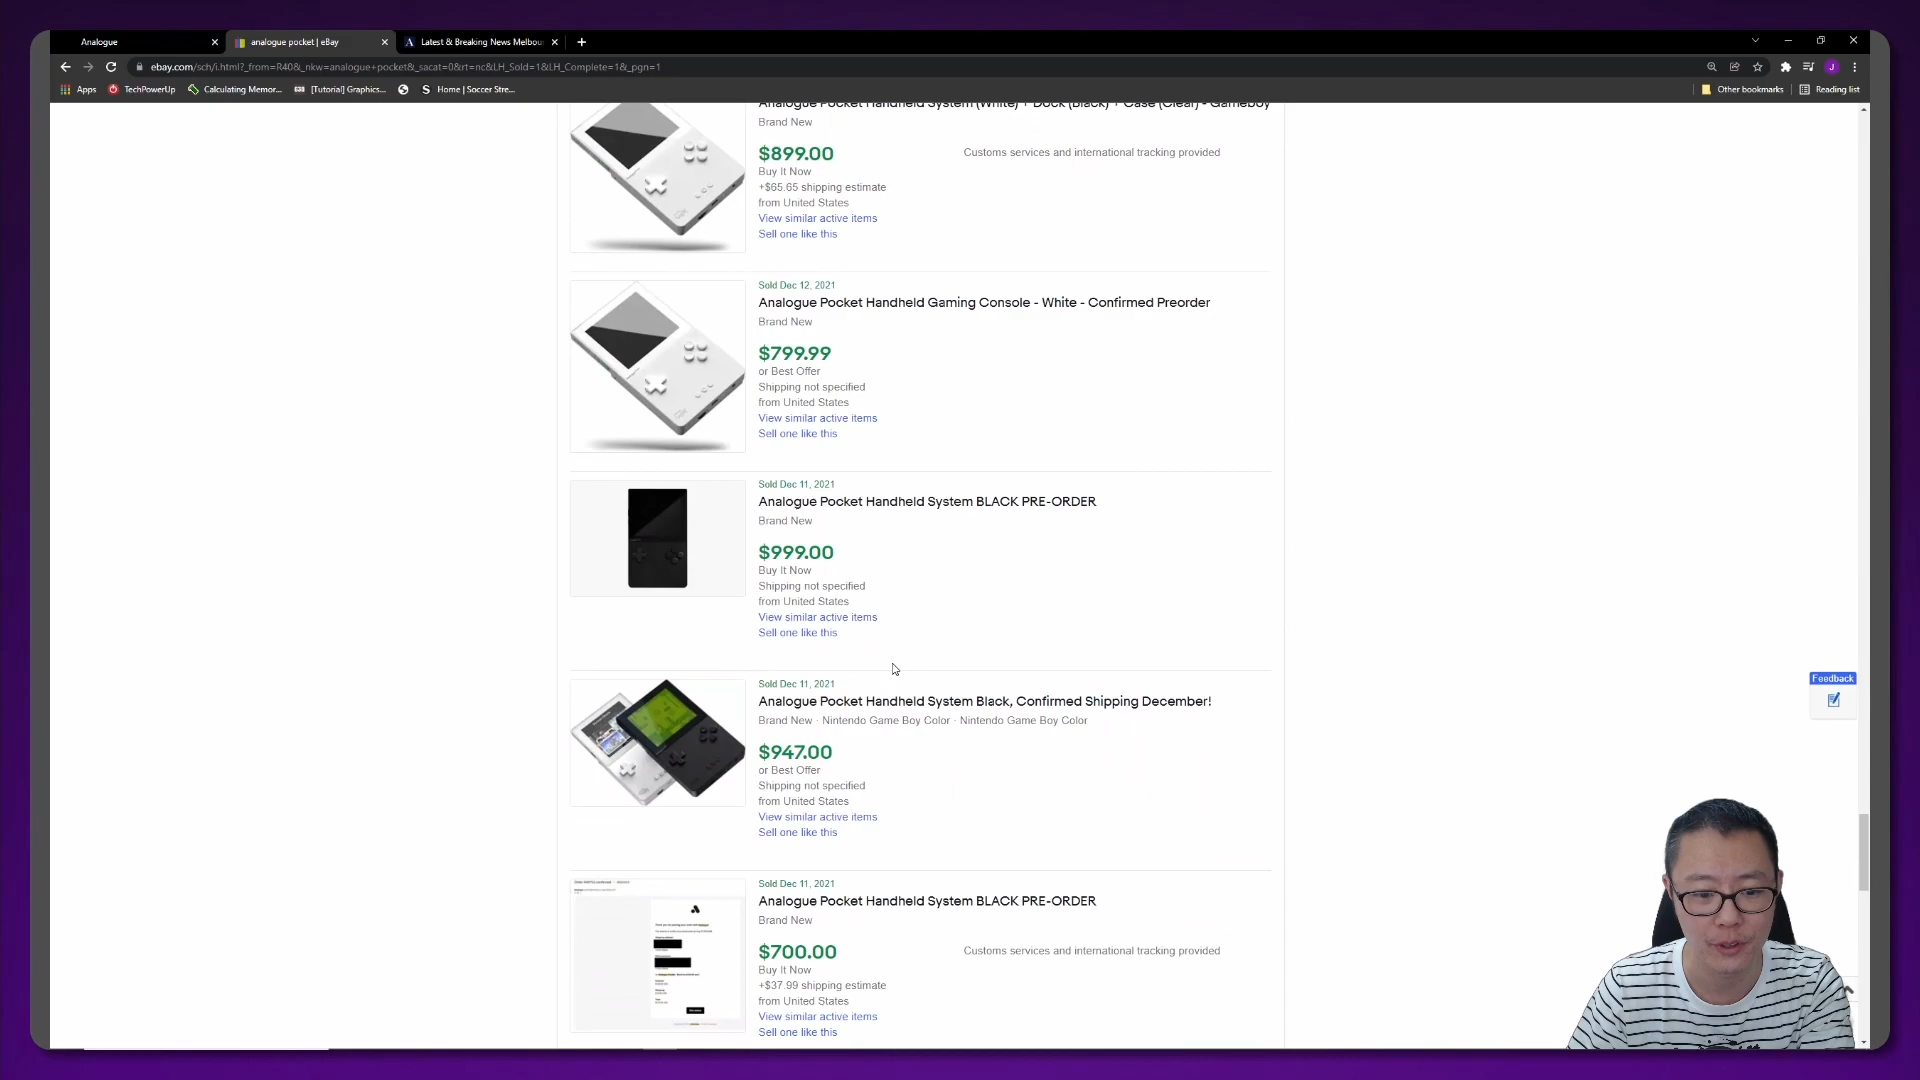 Analogue
analogue pocket | eBay
Latest & Breaking News Melbou
ebay.com/sch/i.html?_from=R40&_nkw=analogue+pocket&_sacat=0&rt=nc&LH_Sold=1&LH_Complete=1&_pgn=1
J
Apps
TechPowerUp
Calculating Memor...
[Tutorial] Graphics...
Home | Soccer Stre...
Other bookmarks
Reading list
Analogue Pocket Handheld System (White) + Dock (Black) + Case (Clear) - Gameboy
Brand New
$899.00
Customs services and international tracking provided
Buy It Now
+$65.65 shipping estimate
from United States
View similar active items
Sell one like this
Sold Dec 12, 2021
Analogue Pocket Handheld Gaming Console - White - Confirmed Preorder
Brand New
$799.99
or Best Offer
Shipping not specified
from United States
View similar active items
Sell one like this
Sold Dec 11, 2021
Analogue Pocket Handheld System BLACK PRE-ORDER
Brand New
$999.00
Buy It Now
Shipping not specified
from United States
View similar active items
Sell one like this
Feedback
Sold Dec 11, 2021
Analogue Pocket Handheld System Black, Confirmed Shipping December!
Brand New · Nintendo Game Boy Color · Nintendo Game Boy Color
$947.00
or Best Offer
Shipping not specified
from United States
View similar active items
Sell one like this
Sold Dec 11, 2021
Analogue Pocket Handheld System BLACK PRE-ORDER
Brand New
$700.00
Customs services and international tracking provided
Buy It Now
+$37.99 shipping estimate
from United States
View similar active items
Sell one like this